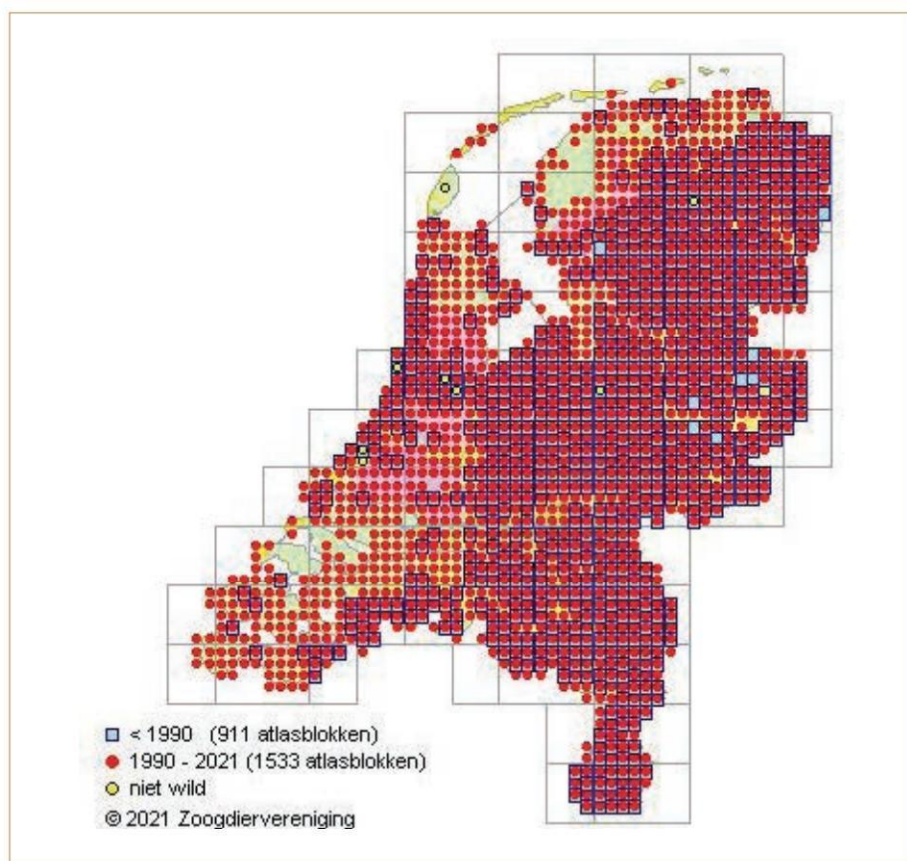 < 1990 (911 atlasblokken)
1990 - 2021 (1533 atlasblokken)
niet wild
© 2021 Zoogdiervereniging